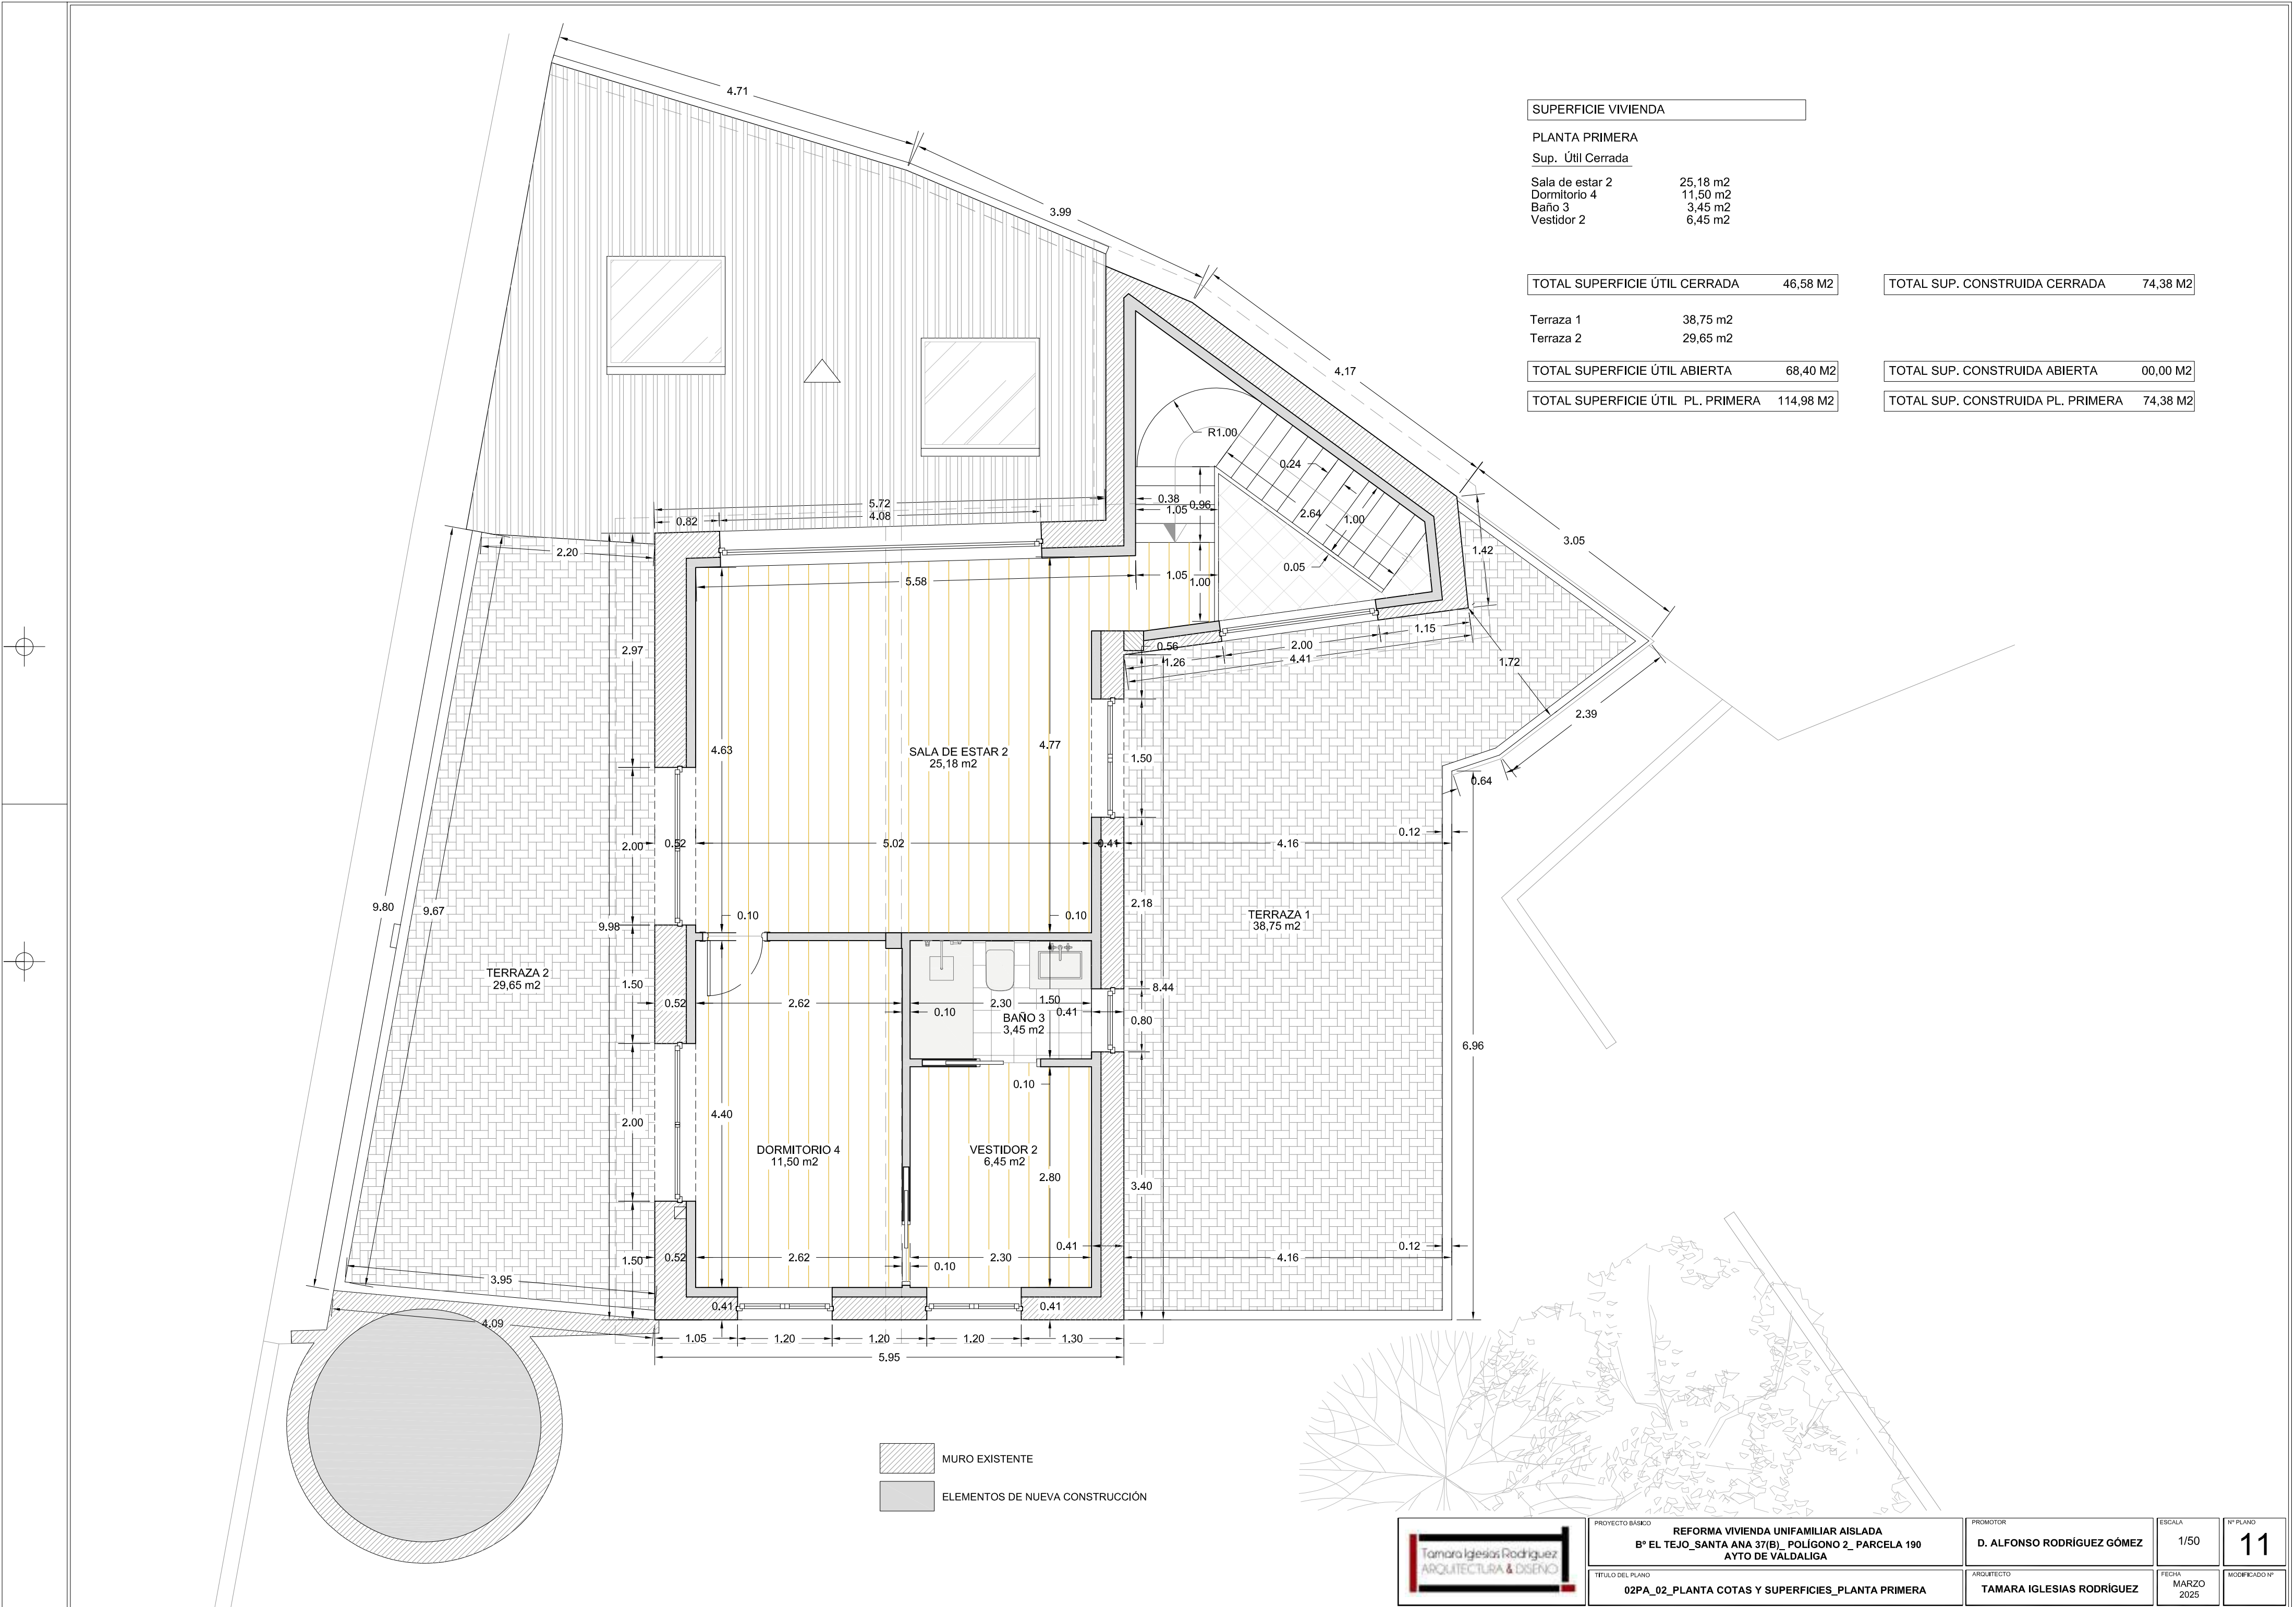 SUPERFICIE VIVIENDA
PLANTA PRIMERA
Sup. Útil Cerrada
Sala de estar 2 25,18 m2
Dormitorio 4 11,50 m2
Baño 3 3,45 m2
Vestidor 2 6,45 m2
TOTAL SUPERFICIE ÚTIL CERRADA 46,58 M2
TOTAL SUP. CONSTRUIDA CERRADA 74,38 M2
Terraza 1 38,75 m2
Terraza 2 29,65 m2
TOTAL SUPERFICIE ÚTIL ABIERTA 68,40 M2
TOTAL SUP. CONSTRUIDA ABIERTA 00,00 M2
TOTAL SUPERFICIE ÚTIL PL. PRIMERA 114,98 M2
TOTAL SUP. CONSTRUIDA PL. PRIMERA 74,38 M2
4.71
3.99
4.17
3.05
R1.00
0.24
2.64
1.00
0.05
0.38
0.96
1.05
1.05
1.00
5.72
4.08
0.82
2.20
5.58
1.42
1.15
2.00
4.41
0.56
1.26
1.72
2.39
0.64
2.97
4.63
4.77
SALA DE ESTAR 2
25,18 m2
1.50
2.00
0.52
5.02
0.41
4.16
0.12
9.80
9.67
9.98
0.10
0.10
2.18
TERRAZA 1
38,75 m2
TERRAZA 2
29,65 m2
1.50
0.52
2.62
0.10
2.30
1.50
BAÑO 3
3,45 m2
0.41
8.44
0.80
6.96
0.10
2.00
4.40
DORMITORIO 4
11,50 m2
VESTIDOR 2
6,45 m2
2.80
3.40
1.50
0.52
2.62
0.10
2.30
0.41
4.16
0.12
3.95
4.09
0.41
0.41
1.05
1.20
1.20
1.20
1.30
5.95
MURO EXISTENTE
ELEMENTOS DE NUEVA CONSTRUCCIÓN
Tamara Iglesias Rodríguez
ARQUITECTURA & DISEÑO
PROYECTO BÁSICO
REFORMA VIVIENDA UNIFAMILIAR AISLADA
Bº EL TEJO_SANTA ANA 37(B)_ POLÍGONO 2_ PARCELA 190
AYTO DE VALDALIGA
TÍTULO DEL PLANO
02PA_02_PLANTA COTAS Y SUPERFICIES_PLANTA PRIMERA
PROMOTOR
D. ALFONSO RODRÍGUEZ GÓMEZ
ARQUITECTO
TAMARA IGLESIAS RODRÍGUEZ
ESCALA
1/50
FECHA
MARZO
2025
Nº PLANO
11
MODIFICADO Nº